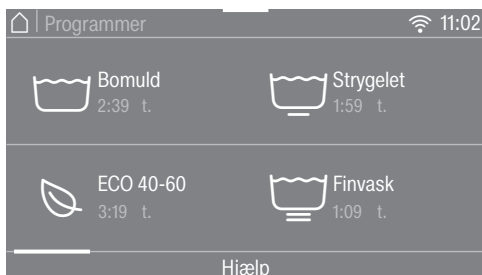 Programmer 11:02
Bomuld Strygelet
2:39 t. 1:59 t.
ECO 40-60 Finvask
3:19 t. 1:09 t.
Hjælp